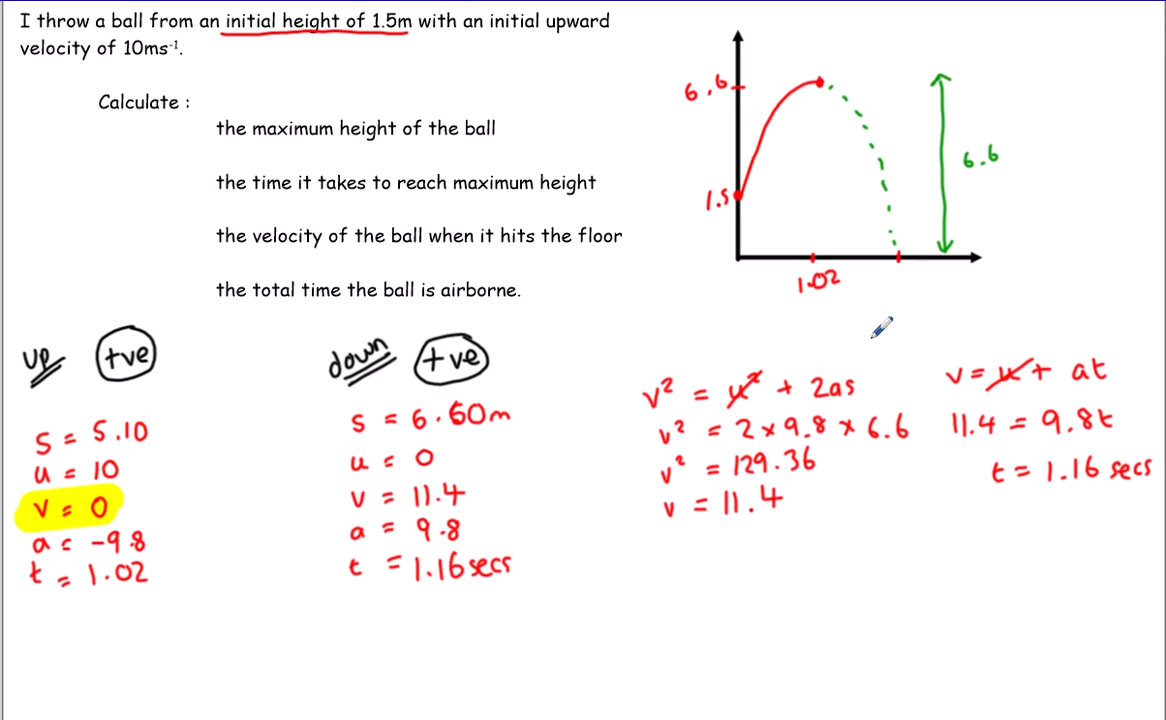 I throw a ball from an initial height of 1.5m with an initial upward
velocity of 10ms-1.
Calculate :
the maximum height of the ball
the time it takes to reach maximum height
the velocity of the ball when it hits the floor
the total time the ball is airborne.
6.6
1.5
1.02
6.6
up +ve
s = 5.10
u = 10
v = 0
a = -9.8
t = 1.02
down +ve
s = 6.60m
u = 0
v = 11.4
a = 9.8
t = 1.16 secs
v² = u² + 2as
v² = 2 x 9.8 x 6.6
v² = 129.36
v = 11.4
v = u + at
11.4 = 9.8t
t = 1.16 secs